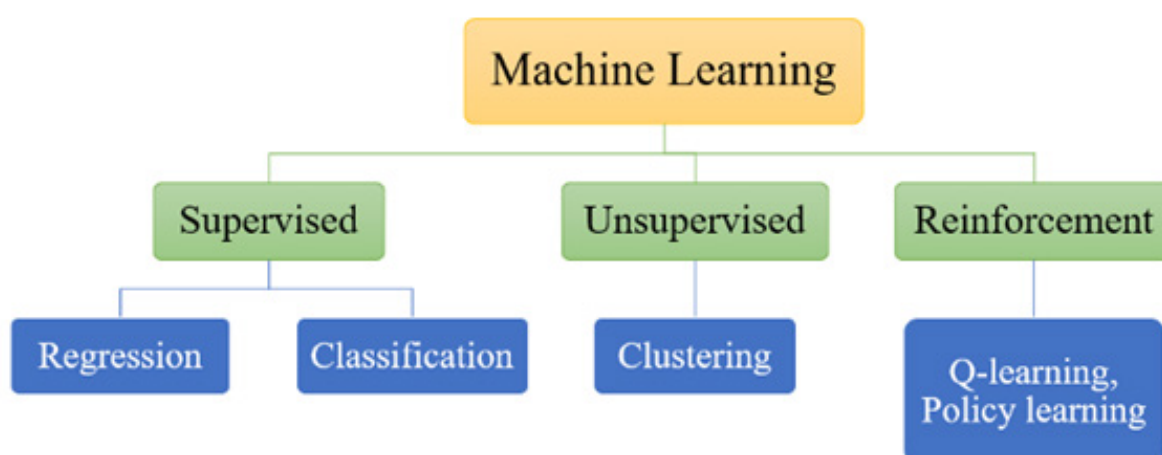 Machine Learning
Supervised
Unsupervised
Reinforcement
Regression
Classification
Clustering
Q-learning,
Policy learning